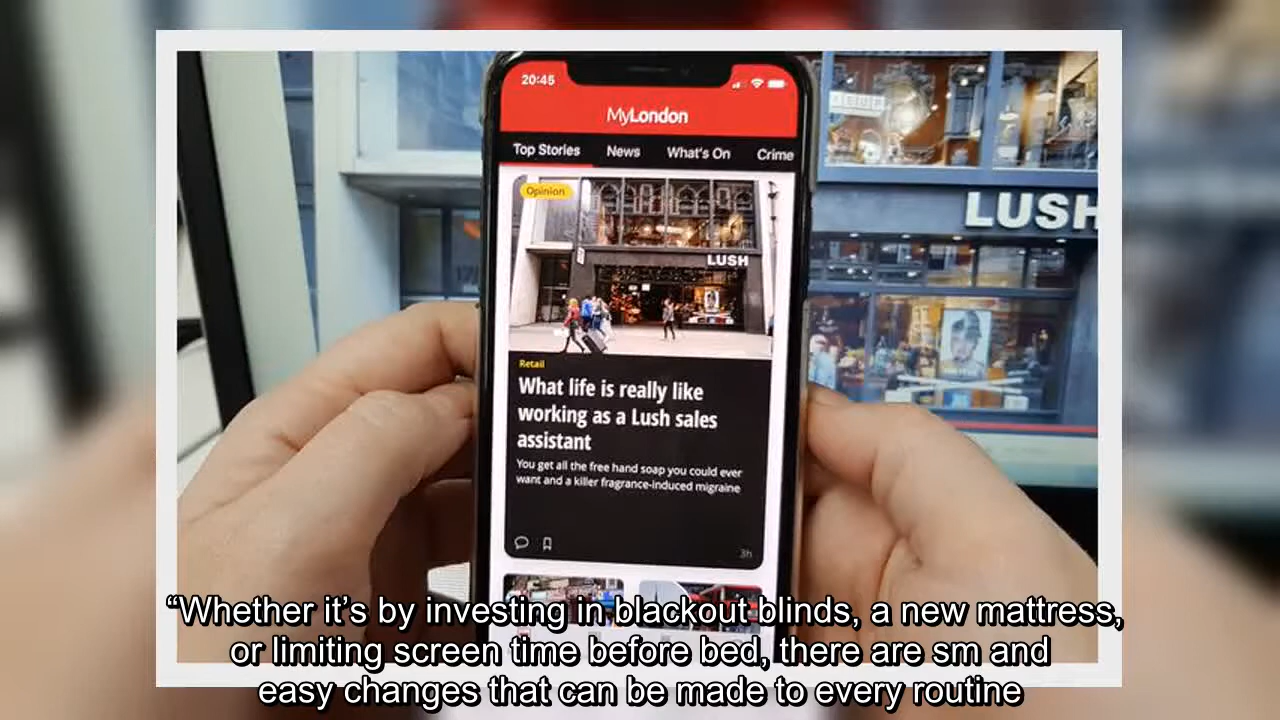 20:45
MyLondon
Top Stories News What's On Crime
Opinion
LUSH
LUSH
LUSH
Retail
What life is really like
working as a Lush sales
assistant
You get all the free hand soap you could ever
want and a killer fragrance-induced migraine
3h
“Whether it’s by investing in blackout blinds, a new mattress,
or limiting screen time before bed, there are sm and
easy changes that can be made to every routine